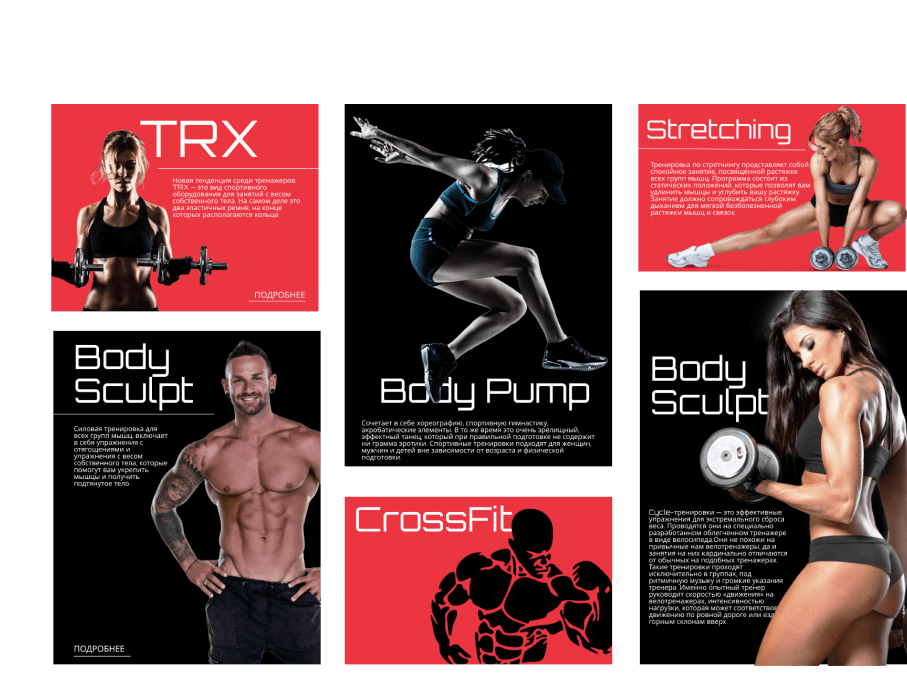 TRX
Новая тенденция среди тренажеров.
TRX — это вид спортивного
оборудования для занятий с весом
собственного тела. На самом деле это
два эластичных ремня, на конце
которых располагаются кольца
ПОДРОБНЕЕ
Body
Sculpt
Силовая тренировка для
всех групп мышц, включает
в себя упражнения с
отягощениями и
упражнения с весом
собственного тела, которые
помогут вам укрепить
мышцы и получить
подтянутое тело.
ПОДРОБНЕЕ
Body Pump
Сочетает в себе хореографию, спортивную гимнастику,
акробатические элементы. В то же время это очень зрелищный,
эффектный танец, который при правильной подготовке не содержит
ни грамма эротики. Спортивные тренировки подходят для женщин,
мужчин и детей вне зависимости от возраста и физической
подготовки.
CrossFit
Stretching
Тренировка по стретчингу представляет собой
спокойное занятие, посвященной растяжке
всех групп мышц. Программа состоит из
статических положений, которые позволят вам
удлинить мышцы и углубить вашу растяжку.
Занятие должно сопровождаться глубоким
дыханием для мягкой безболезненной
растяжки мышц и связок.
Body
Sculpt
Cycle-тренировки — это эффективные
упражнения для экстремального сброса
веса. Проводятся они на специально
разработанном облегченном тренажере
в виде велосипеда.Они не похожи на
привычные нам велотренажеры, да и
занятия на них кардинально отличаются
от обычных на подобных тренажерах.
Такие тренировки проходят
исключительно в группах, под
ритмичную музыку и громкие указания
тренера. Именно опытный тренер
руководит скоростью «движения» на
велотренажерах, интенсивностью
нагрузки, которая может соответствов
движению по ровной дороге или езд
горным склонам вверх.